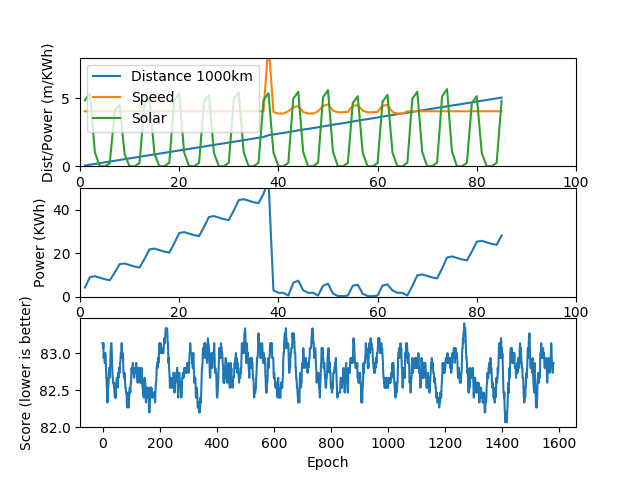 Dist/Power (m/KWh)
5
0
Distance 1000km
Speed
Solar
0 20 40 60 80 100
Power (KWh)
40
20
0
0 20 40 60 80 100
Score (lower is better)
83.0
82.5
82.0
0 200 400 600 800 1000 1200 1400 1600
Epoch